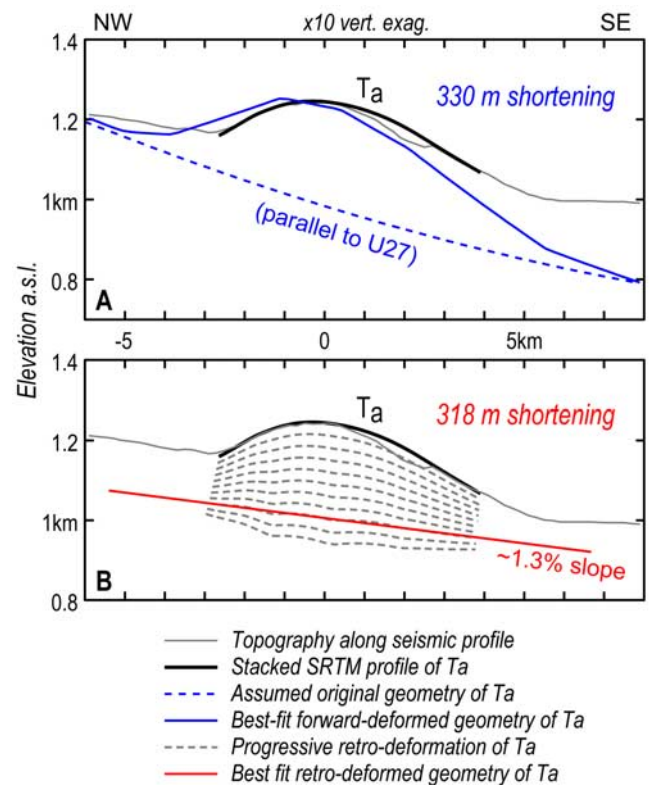 NW x10 vert. exag. SE
1.4
Ta
330 m shortening
1.2
1km
(parallel to U27)
0.8
A
-5 0 5km
Elevation a.s.l.
1.4
Ta
318 m shortening
1.2
1km
~1.3% slope
B
0.8
Topography along seismic profile
Stacked SRTM profile of Ta
Assumed original geometry of Ta
Best-fit forward-deformed geometry of Ta
Progressive retro-deformation of Ta
Best fit retro-deformed geometry of Ta